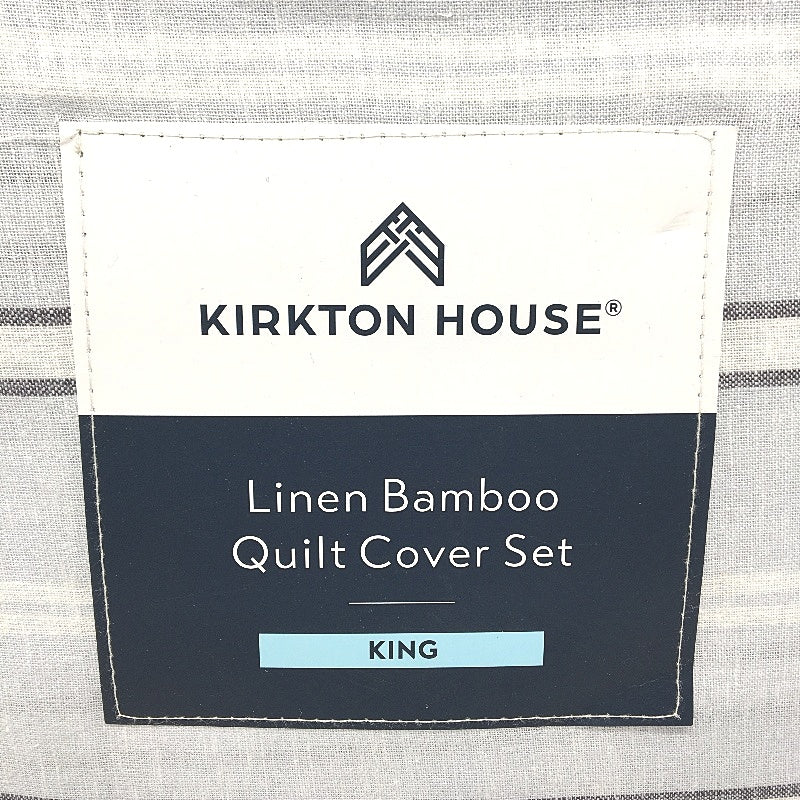 KIRKTON HOUSE®
Linen Bamboo
Quilt Cover Set
KING